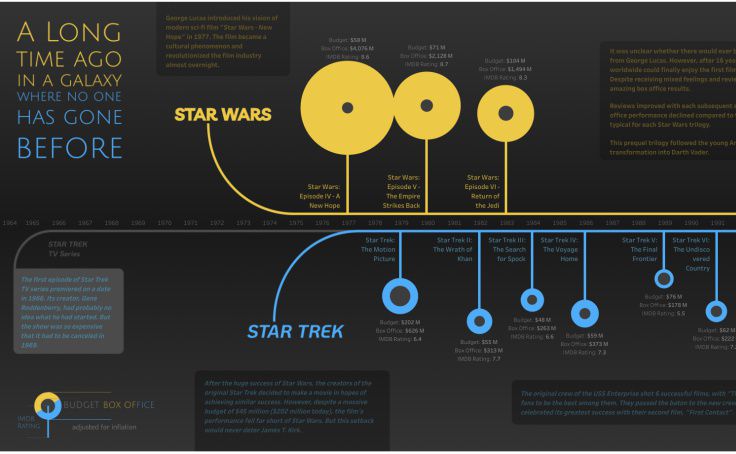 A LONG
TIME AGO
IN A GALAXY
WHERE NO ONE
HAS GONE
BEFORE
George Lucas introduced his vision of
modern sci-fi film "Star Wars - New
Hope" in 1977. The film became a
cultural phenomenon and
revolutionized the film industry
almost overnight.
Budget: $58 M
Box Office: $4,076 M
IMDB Rating: 8.6
Budget: $71 M
Box Office: $2,128 M
IMDB Rating: 8.7
Budget: $104 M
Box Office: $1,494 M
IMDB Rating: 8.3
It was unclear whether there would ever
from George Lucas. However, after 16 years
worldwide could finally enjoy the first film
Despite receiving mixed feelings and
amazing box office results.
Reviews improved with each subsequent
office performance declined compared to
typical for each Star Wars trilogy.
This prequel trilogy followed the young
transformation into Darth Vader.
STAR WARS
Star Wars:
Episode IV - A
New Hope
Star Wars:
Episode V -
The Empire
Strikes Back
Star Wars:
Episode VI -
Return of
the Jedi
1964 1965 1966 1967 1968 1969 1970 1971 1972 1973 1974 1975 1976 1977 1978 1979 1980 1981 1982 1983 1984 1985 1986 1987 1988 1989 1990 1991
STAR TREK
TV Series
The first episode of Star Trek
TV series premiered on a date
in 1966. Its creator, Gene
Roddenberry, had probably no
idea what he had started. But
the show was so expensive
that it had to be canceled in
1969.
Star Trek:
The Motion
Picture
Star Trek II:
The Wrath of
Khan
Star Trek III:
The Search
for Spock
Star Trek IV:
The Voyage
Home
Star Trek V:
The Final
Frontier
Star Trek VI:
The Undisco
vered
Country
STAR TREK
Budget: $202 M
Box Office: $626 M
IMDB Rating: 6.4
Budget: $55 M
Box Office: $313 M
IMDB Rating: 7.7
Budget: $48 M
Box Office: $263 M
IMDB Rating: 6.6
Budget: $59 M
Box Office: $373 M
IMDB Rating: 7.3
Budget: $76 M
Box Office: $178 M
IMDB Rating: 5.5
Budget: $62 M
Box Office: $222
IMDB Rating: 7.
BUDGET BOX OFFICE
IMDB
RATING
adjusted for inflation
After the huge success of Star Wars, the creators of the
original Star Trek decided to make a movie in hopes of
achieving similar success. However, despite a massive
budget of $46 million ($202 million today), the film's
performance fell far short of Star Wars. But this setback
would never deter James T. Kirk.
The original crew of the USS Enterprise shot 6 successful films, with "T
fans to be the best among them. They passed the baton to the new crew
celebrated its greatest success with their second film, "First Contact".